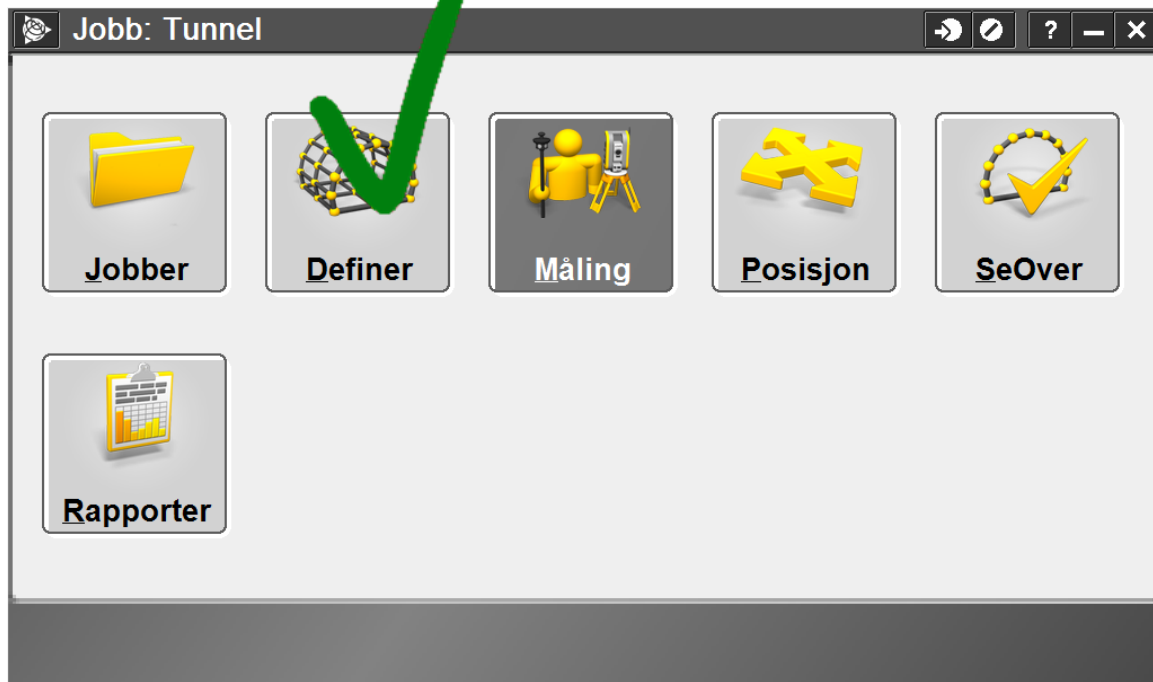 Jobb: Tunnel
?
Jobber
Definer
Måling
Posisjon
SeOver
Rapporter